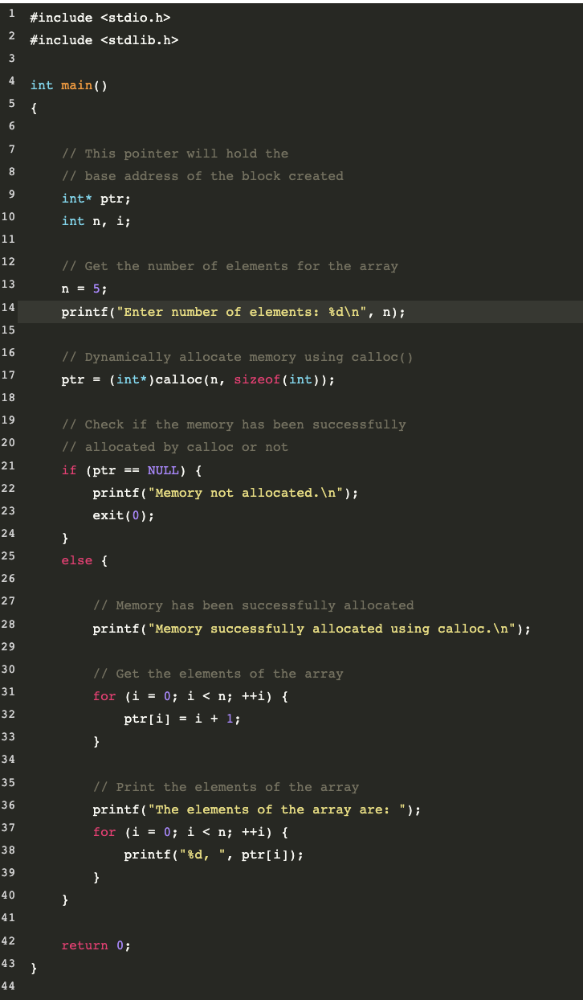 1 #include <stdio.h>
2 #include <stdlib.h>
3
4 int main()
5 {
6
7     // This pointer will hold the
8     // base address of the block created
9     int* ptr;
10     int n, i;
11
12     // Get the number of elements for the array
13     n = 5;
14     printf("Enter number of elements: %d\n", n);
15
16     // Dynamically allocate memory using calloc()
17     ptr = (int*)calloc(n, sizeof(int));
18
19     // Check if the memory has been successfully
20     // allocated by calloc or not
21     if (ptr == NULL) {
22         printf("Memory not allocated.\n");
23         exit(0);
24     }
25     else {
26
27         // Memory has been successfully allocated
28         printf("Memory successfully allocated using calloc.\n");
29
30         // Get the elements of the array
31         for (i = 0; i < n; ++i) {
32             ptr[i] = i + 1;
33         }
34
35         // Print the elements of the array
36         printf("The elements of the array are: ");
37         for (i = 0; i < n; ++i) {
38             printf("%d, ", ptr[i]);
39         }
40     }
41
42     return 0;
43 }
44